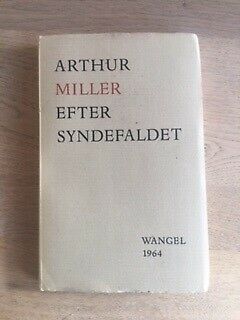 ARTHUR
MILLER
EFTER
SYNDEFALDET
WANGEL
1964